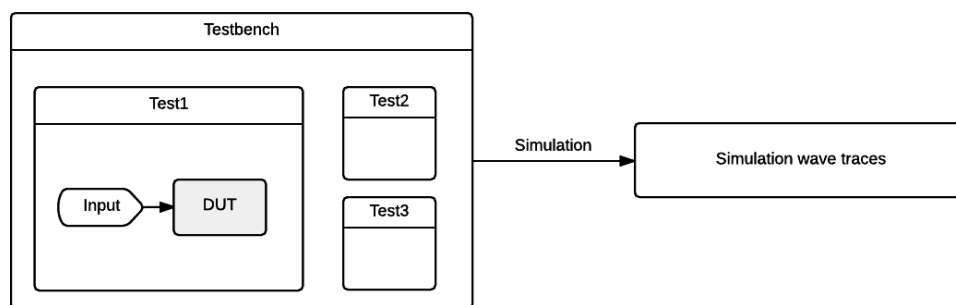 Testbench
Test1
Test2
Simulation
Simulation wave traces
Input
DUT
Test3